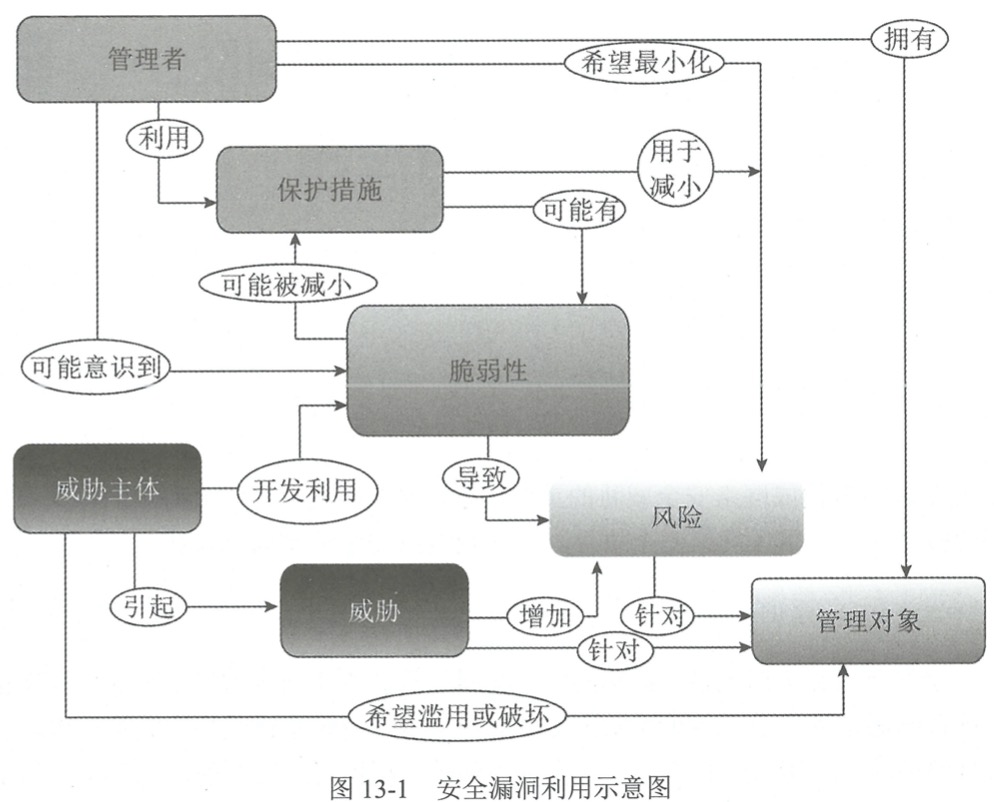 管理者
拥有
希望最小化
利用
用于
减小
保护措施
可能有
可能被减小
可能意识到
脆弱性
威胁主体
开发利用
导致
风险
引起
威胁
增加
针对
管理对象
针对
希望滥用或破坏
图 13-1 安全漏洞利用示意图